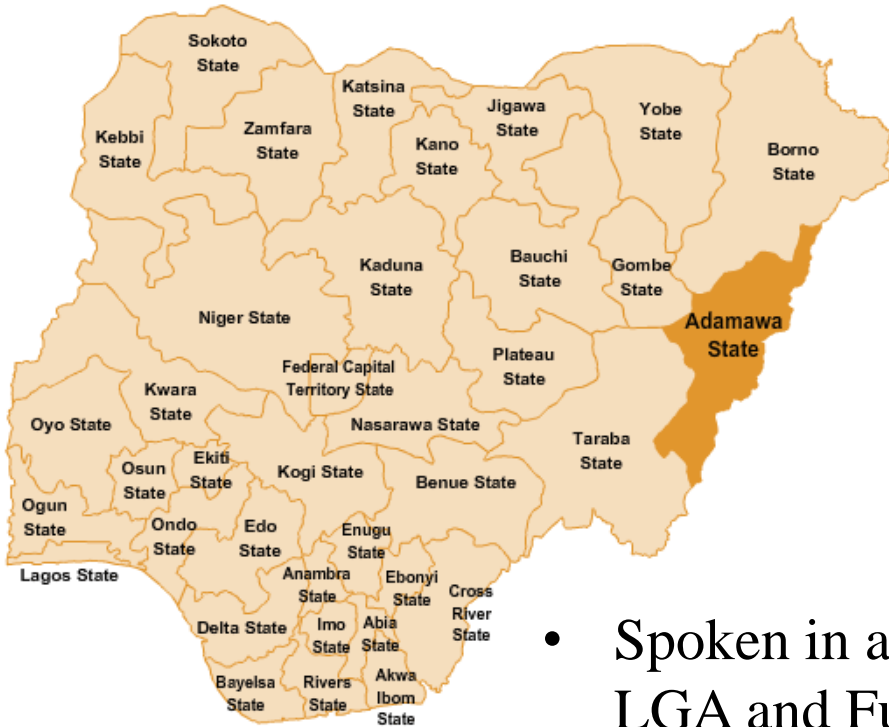 Sokoto
State
Katsina
State
Jigawa
State
Yobe
State
Kebbi
State
Zamfara
State
Kano
State
Borno
State
Kaduna
State
Bauchi
State
Gombe
State
Niger State
Adamawa
State
Plateau
State
Federal Capital
Territory State
Kwara
State
Oyo State
Nasarawa State
Taraba
State
Osun
State
Ekiti
State
Kogi State
Benue State
Ogun
State
Ondo
State
Edo
State
Enugu
State
Lagos State
Anambra
State
Ebonyi
State
Cross
River
State
Delta State
Imo
State
Abia
State
Bayelsa
State
Rivers
State
Akwa
Ibom
State
• Spoken in a
LGA and Fu